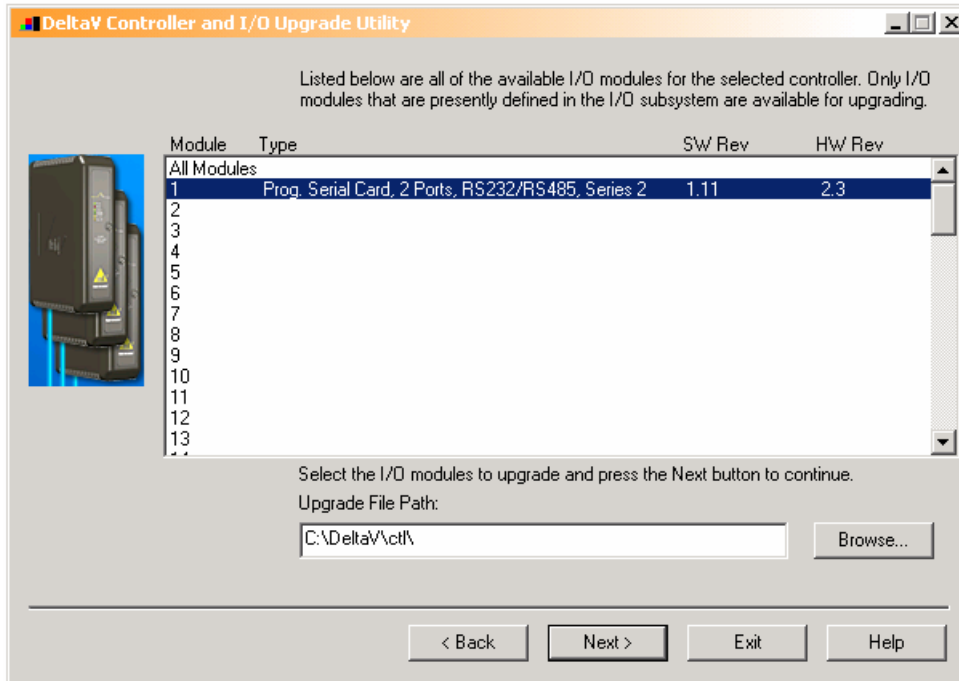 DeltaV Controller and I/O Upgrade Utility
Listed below are all of the available I/O modules for the selected controller. Only I/O
modules that are presently defined in the I/O subsystem are available for upgrading.
Module Type SW Rev HW Rev
All Modules
1 Prog. Serial Card, 2 Ports, RS232/RS485, Series 2 1.11 2.3
2
3
4
5
6
7
8
9
10
11
12
13
Select the I/O modules to upgrade and press the Next button to continue.
Upgrade File Path:
C:\DeltaV\ctl\
Browse...
< Back Next > Exit Help